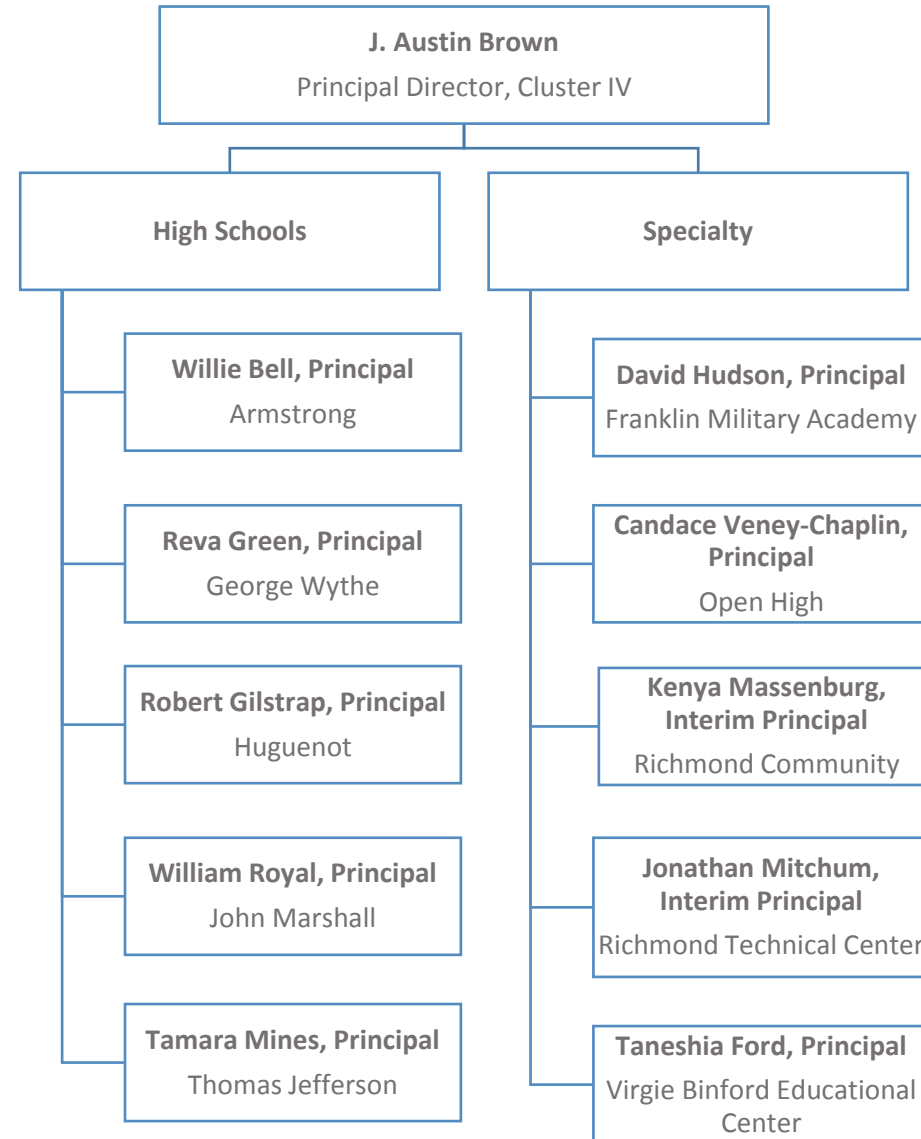 J. Austin Brown
Principal Director, Cluster IV
High Schools
Willie Bell, Principal
Armstrong
Reva Green, Principal
George Wythe
Robert Gilstrap, Principal
Huguenot
William Royal, Principal
John Marshall
Tamara Mines, Principal
Thomas Jefferson
Specialty
David Hudson, Principal
Franklin Military Academy
Candace Veney-Chaplin,
Principal
Open High
Kenya Massenburg,
Interim Principal
Richmond Community
Jonathan Mitchum,
Interim Principal
Richmond Technical Center
Taneshia Ford, Principal
Virgie Binford Educational
Center